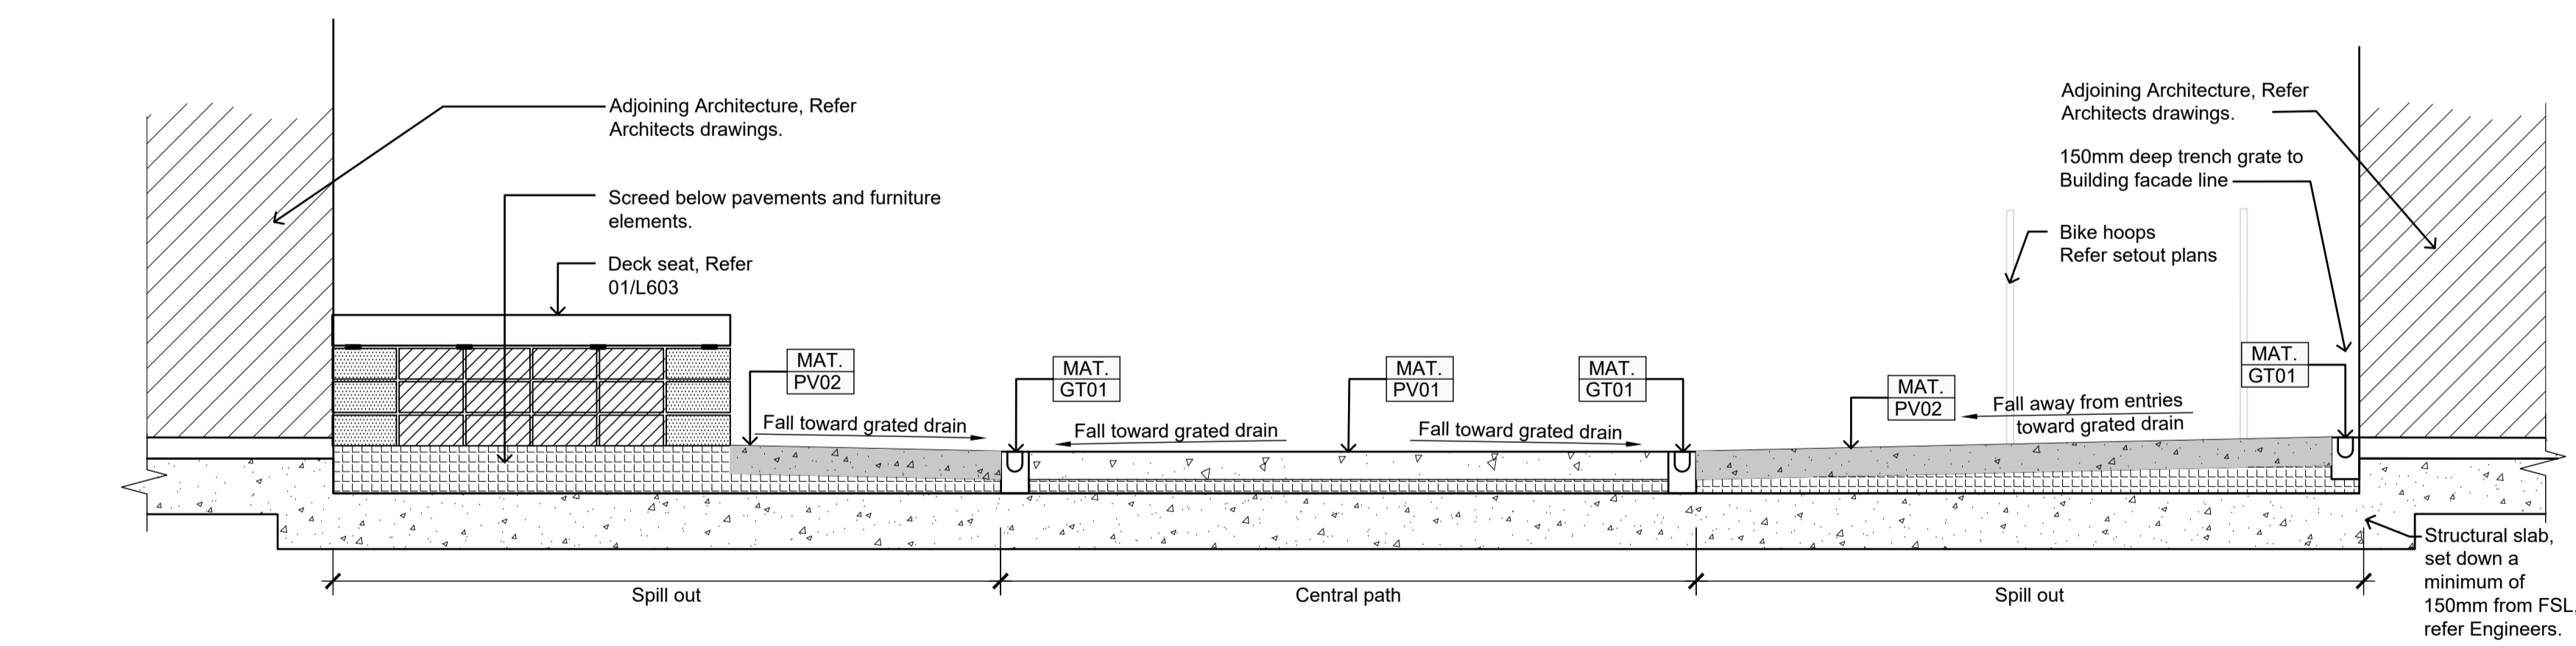 Adjoining Architecture, Refer
Architects drawings.
Screed below pavements and furniture
elements.
Deck seat, Refer
01/L603
Adjoining Architecture, Refer
Architects drawings.
150mm deep trench grate to
Building facade line
Bike hoops
Refer setout plans
MAT.
PV02
Fall toward grated drain
MAT.
GT01
Fall toward grated drain
MAT.
PV01
Fall toward grated drain
MAT.
GT01
MAT.
PV02
Fall away from entries
toward grated drain
MAT.
GT01
Structural slab,
set down a
minimum of
150mm from FSL,
refer Engineers.
Spill out
Central path
Spill out